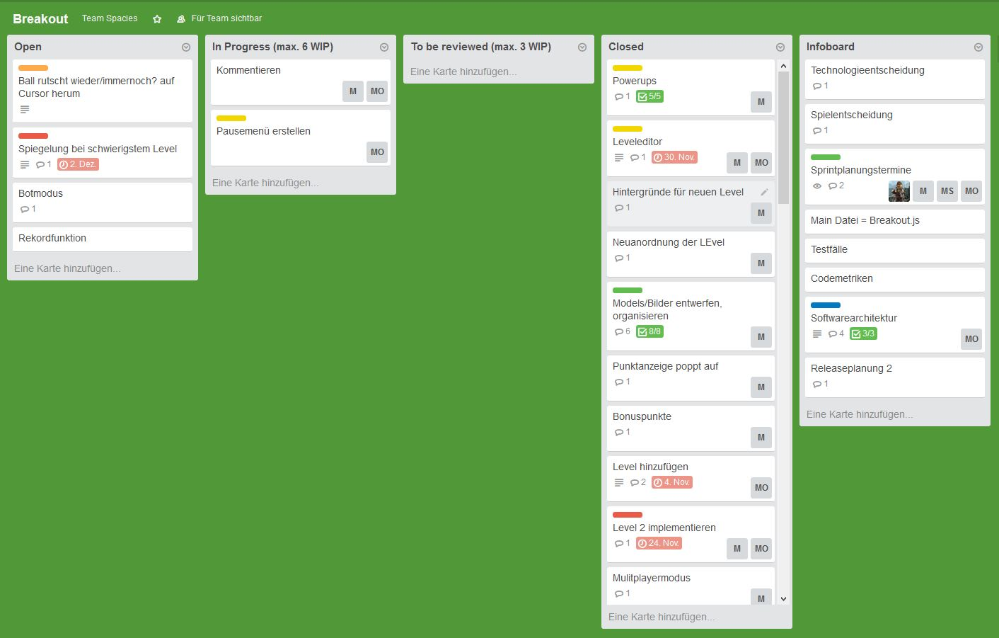 Breakout Team Spacies Für Team sichtbar
Open
Ball rutscht wieder/immernoch? auf
Cursor herum
Spiegelung bei schwierigstem Level
1 2. Dez.
Botmodus
1
Rekordfunktion
Eine Karte hinzufügen...
In Progress (max. 6 WIP)
Kommentieren
M MO
Pausemenü erstellen
MO
Eine Karte hinzufügen...
To be reviewed (max. 3 WIP)
Eine Karte hinzufügen...
Closed
Powerups
1 5/5
M
Leveleditor
1 30. Nov.
M MO
Hintergründe für neuen Level
1
M
Neuanordnung der LEvel
1
M
Models/Bilder entwerfen,
organisieren
6 8/8
M
Punktanzeige poppt auf
1
M
Bonuspunkte
1
M
Level hinzufügen
2 4. Nov.
MO
Level 2 implementieren
1 24. Nov.
M MO
Mulitplayermodus
1
M
Eine Karte hinzufügen...
Infoboard
Technologieentscheidung
1
Spielentscheidung
1
Sprintplanungstermine
2
M MS MO
Main Datei = Breakout.js
Testfälle
Codemetriken
Softwarearchitektur
4 3/3
MO
Releaseplanung 2
1
Eine Karte hinzufügen...